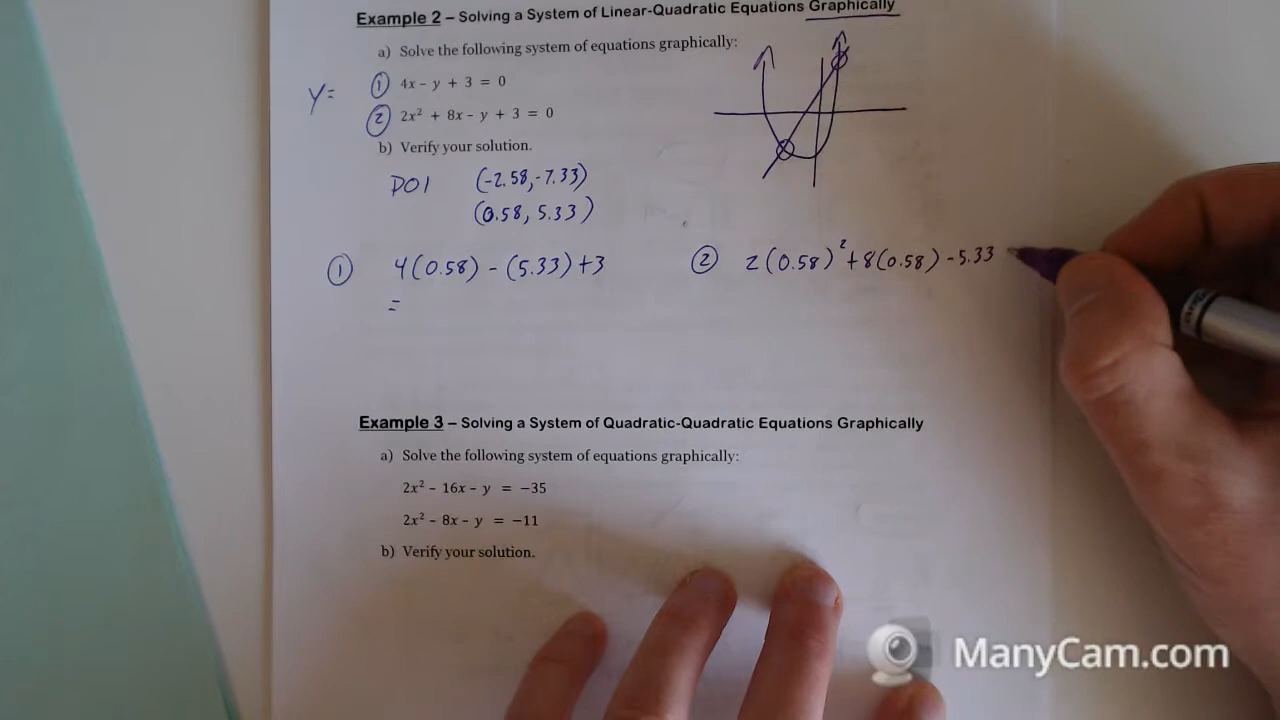 Example 2 – Solving a System of Linear-Quadratic Equations Graphically
a) Solve the following system of equations graphically:
y= ① 4x – y + 3 = 0
② 2x² + 8x – y + 3 = 0
b) Verify your solution.
POI (-2.58, -7.33)
(0.58, 5.33)
① 4(0.58) - (5.33) + 3
=
② 2(0.58)² + 8(0.58) - 5.33
Example 3 – Solving a System of Quadratic-Quadratic Equations Graphically
a) Solve the following system of equations graphically:
2x² – 16x – y = –35
2x² – 8x – y = –11
b) Verify your solution.
ManyCam.com